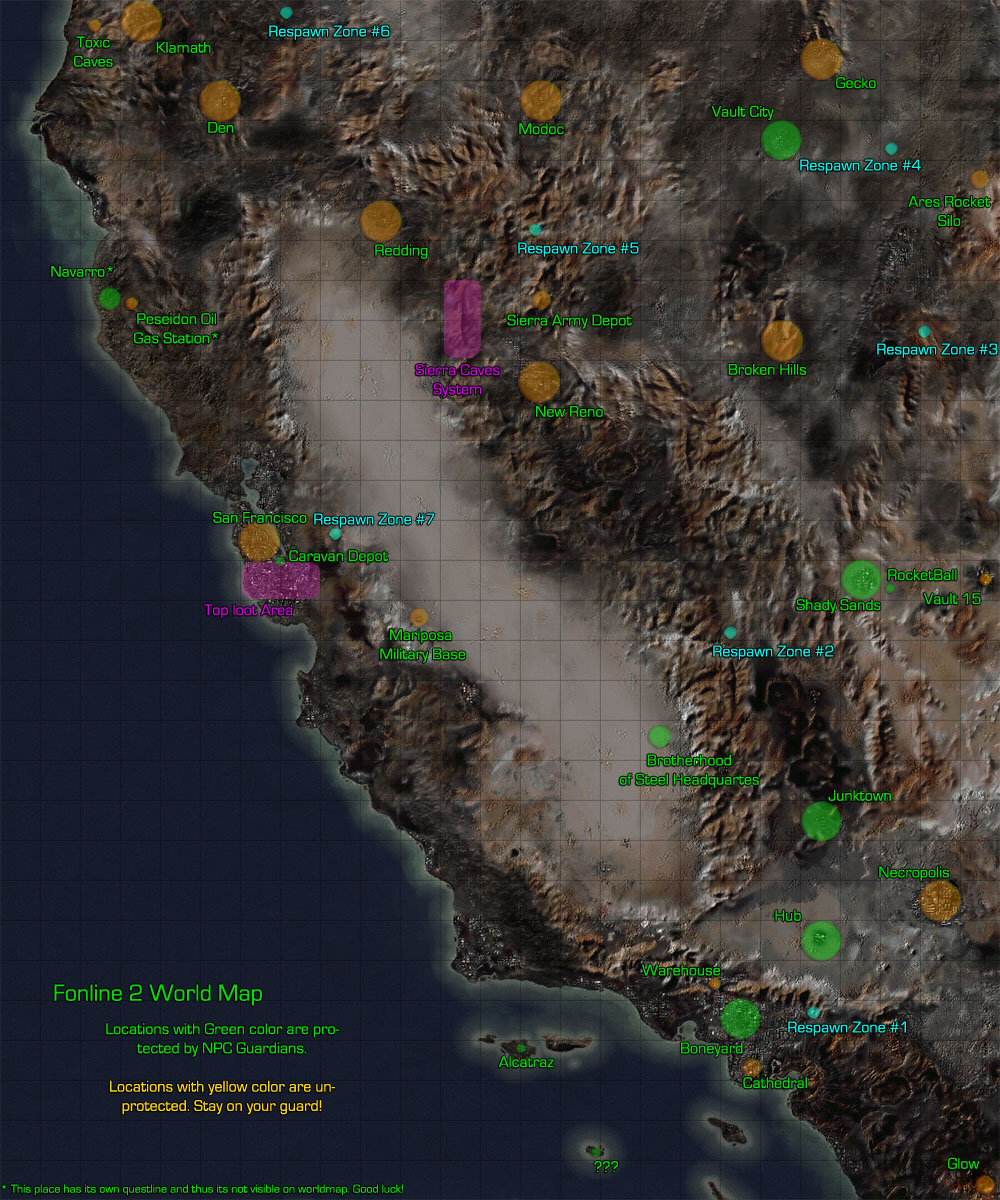 Respawn Zone #6
Toxic
Caves
Klamath
Gecko
Den
Modoc
Vault City
Respawn Zone #4
Ares Rocket
Silo
Redding
Respawn Zone #5
Navarro*
Peseidon Oil
Gas Station*
Sierra Army Depot
Respawn Zone #3
Sierra Caves
System
Broken Hills
New Reno
San Francisco
Respawn Zone #7
Caravan Depot
RocketBall
Vault 15
Shady Sands
Top loot Area
Mariposa
Military Base
Respawn Zone #2
Brotherhood
of Steel Headquartes
Junktown
Necropolis
Hub
Warehouse
Fonline 2 World Map
Locations with Green color are pro-
tected by NPC Guardians.
Respawn Zone #1
Boneyard
Alcatraz
Cathedral
Locations with yellow color are un-
protected. Stay on your guard!
???
Glow
* This place has its own questline and thus its not visible on worldmap. Good luck!